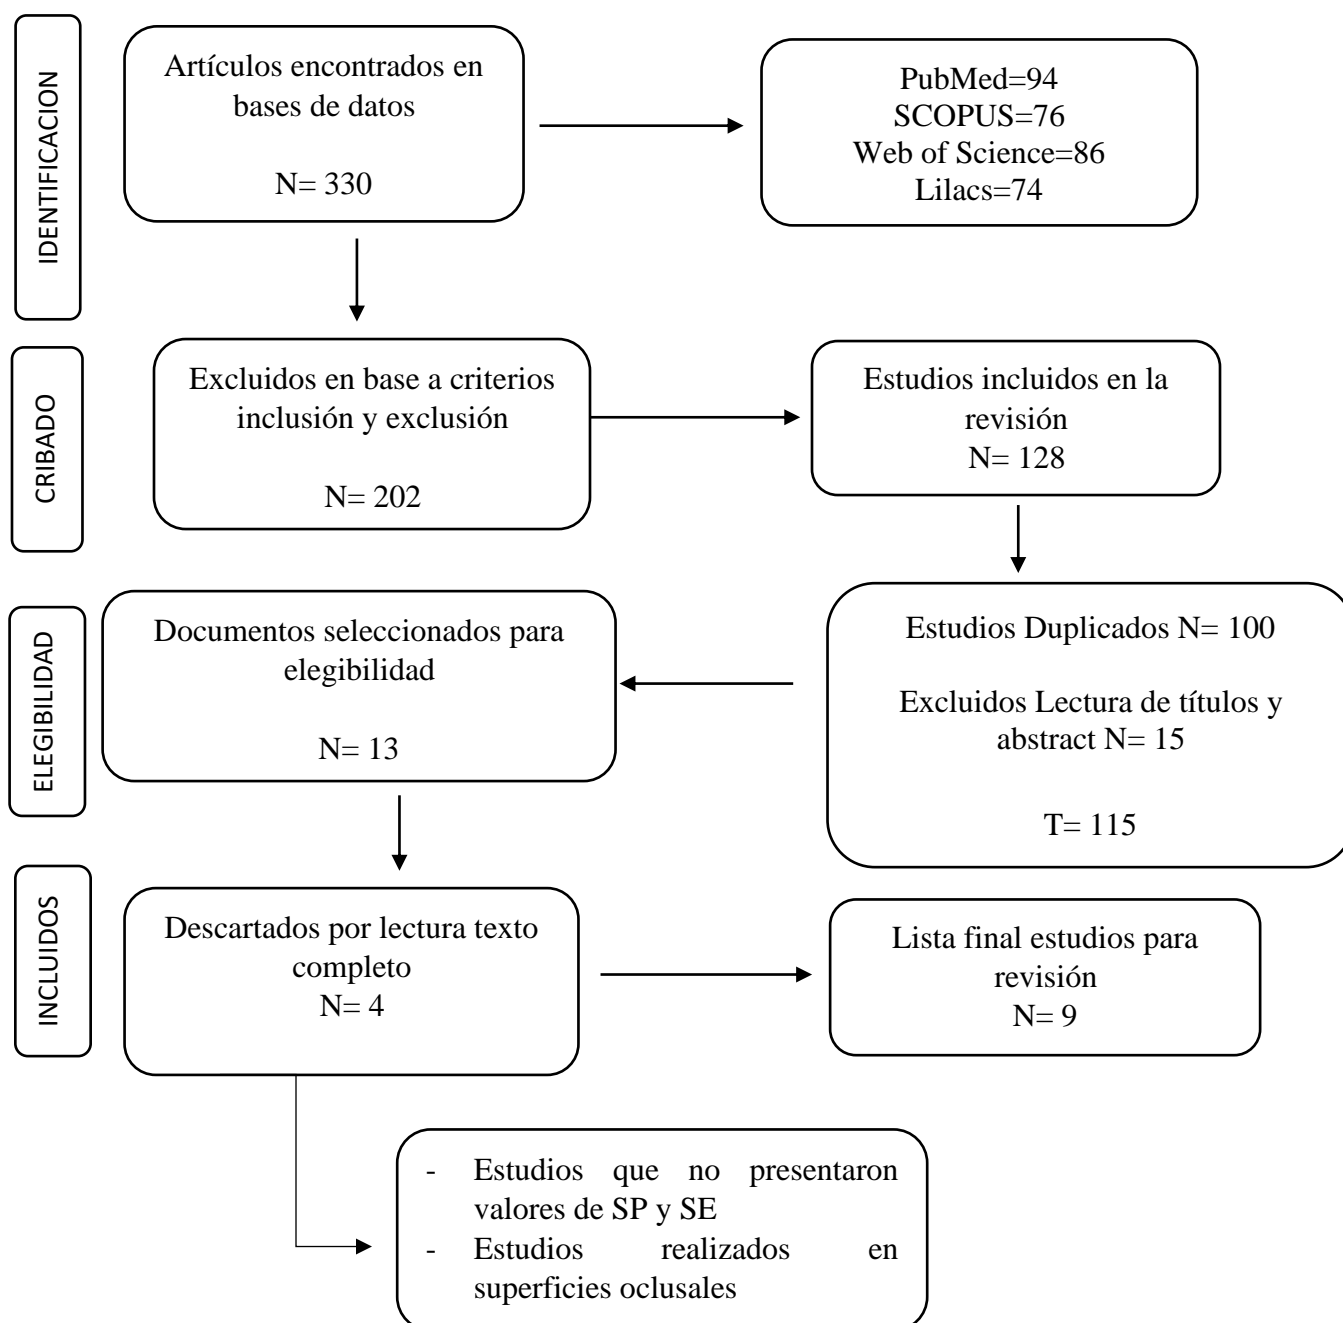 IDENTIFICACION
Artículos encontrados en
bases de datos
N= 330
PubMed=94
SCOPUS=76
Web of Science=86
Lilacs=74
CRIBADO
Excluidos en base a criterios
inclusión y exclusión
N= 202
Estudios incluidos en la
revisión
N= 128
ELEGIBILIDAD
Documentos seleccionados para
elegibilidad
N= 13
Estudios Duplicados N= 100
Excluidos Lectura de títulos y
abstract N= 15
T= 115
INCLUIDOS
Descartados por lectura texto
completo
N= 4
Lista final estudios para
revisión
N= 9
- Estudios que no presentaron
valores de SP y SE
- Estudios realizados en
superficies oclusales